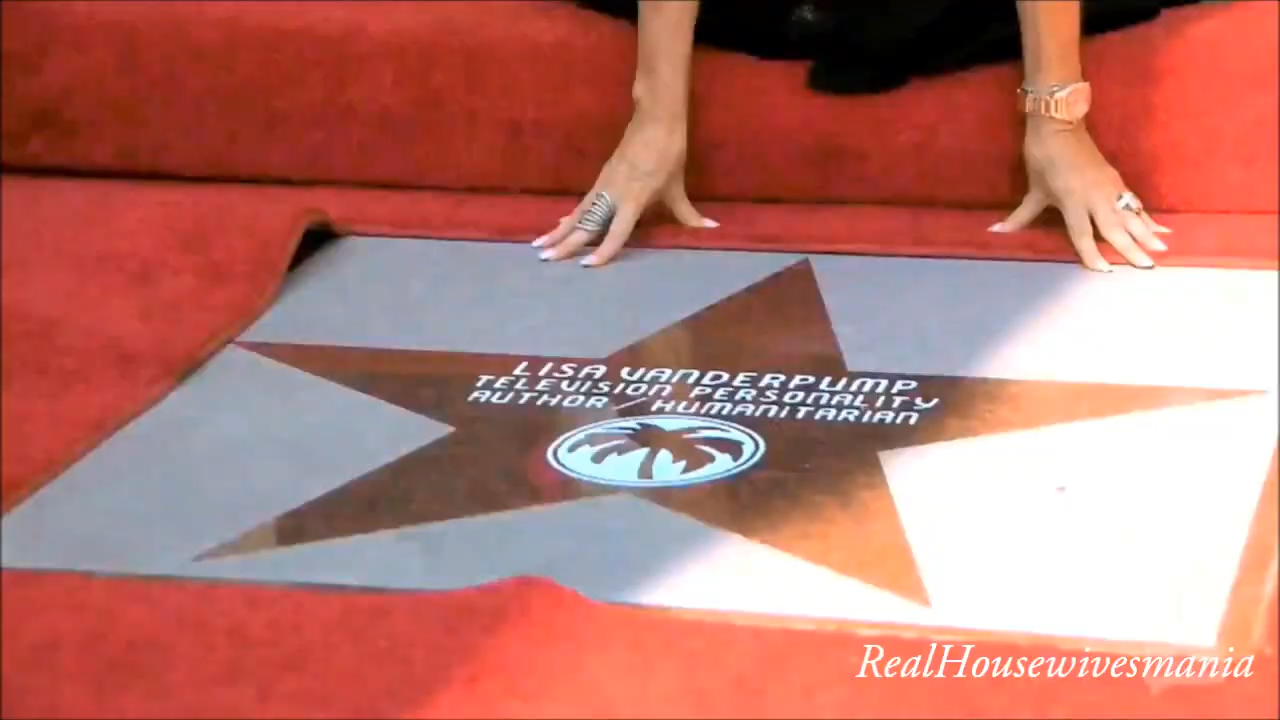 LISA VANDERPUMP
TELEVISION PERSONALITY
AUTHOR / HUMANITARIAN
RealHousewivesmania